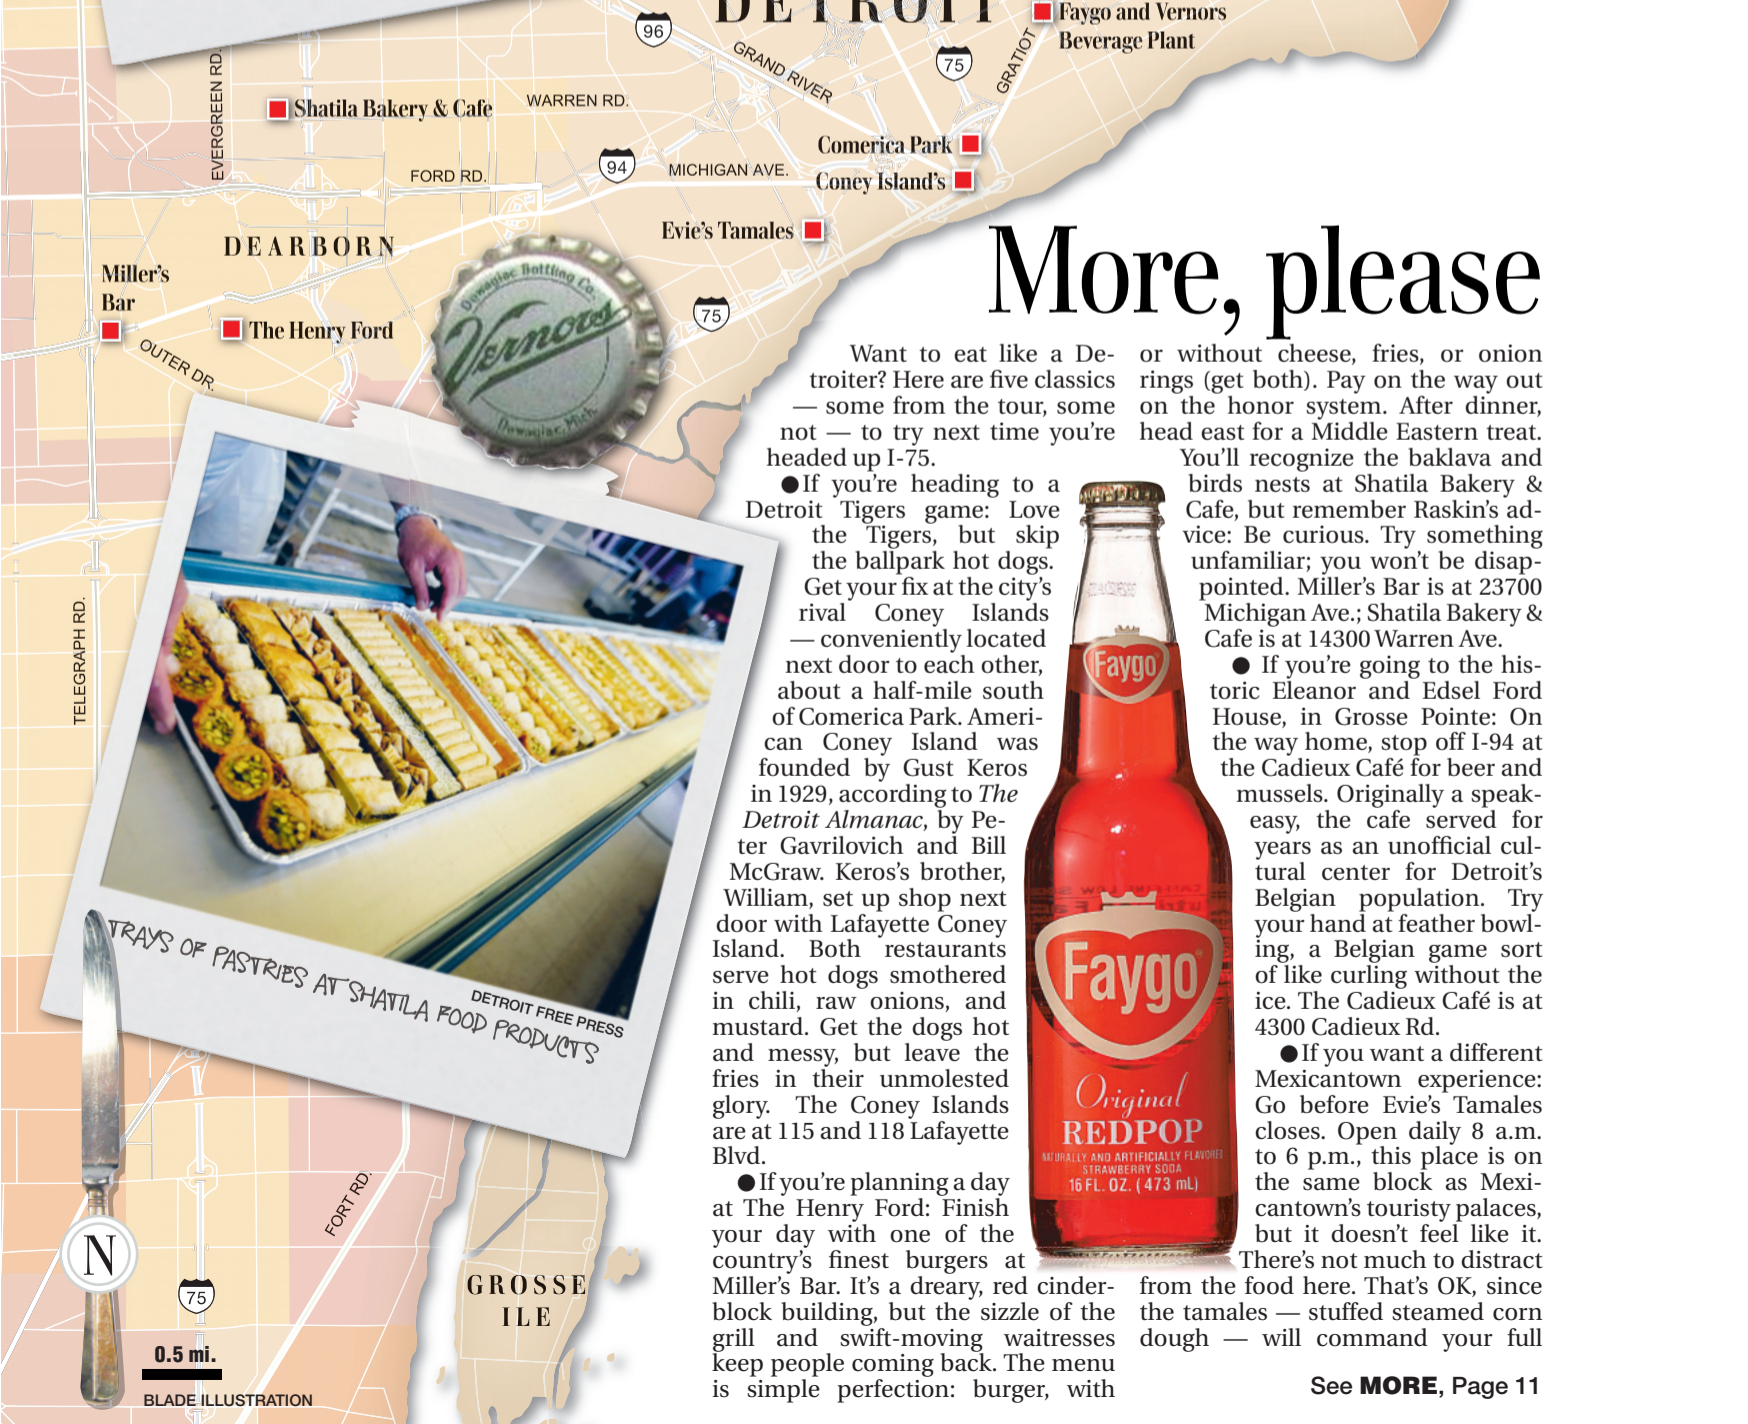 DETROIT
96
Faygo and Vernors
Beverage Plant
GRAND RIVER
75
GRATIOT
EVERGREEN RD.
Shatila Bakery & Cafe
WARREN RD.
Comerica Park
94
MICHIGAN AVE.
FORD RD.
Coney Island's
Evie's Tamales
DEARBORN
Miller's
Bar
The Henry Ford
OUTER DR.
75
Dowagiac Bottling Co.
Vernors
Dowagiac, Mich.
TELEGRAPH RD.
TRAYS OF PASTRIES AT SHATILA FOOD PRODUCTS
DETROIT FREE PRESS
FORT RD.
N
75
GROSSE
ILE
0.5 mi.
BLADE ILLUSTRATION
More, please
Want to eat like a De-
troiter? Here are five classics
— some from the tour, some
not — to try next time you're
headed up I-75.
●If you're heading to a
Detroit Tigers game: Love
the Tigers, but skip
the ballpark hot dogs.
Get your fix at the city's
rival Coney Islands
— conveniently located
next door to each other,
about a half-mile south
of Comerica Park. Ameri-
can Coney Island was
founded by Gust Keros
in 1929, according to The
Detroit Almanac, by Pe-
ter Gavrilovich and Bill
McGraw. Keros's brother,
William, set up shop next
door with Lafayette Coney
Island. Both restaurants
serve hot dogs smothered
in chili, raw onions, and
mustard. Get the dogs hot
and messy, but leave the
fries in their unmolested
glory. The Coney Islands
are at 115 and 118 Lafayette
Blvd.
●If you're planning a day
at The Henry Ford: Finish
your day with one of the
country's finest burgers at
Miller's Bar. It's a dreary, red cinder-
block building, but the sizzle of the
grill and swift-moving waitresses
keep people coming back. The menu
is simple perfection: burger, with
or without cheese, fries, or onion
rings (get both). Pay on the way out
on the honor system. After dinner,
head east for a Middle Eastern treat.
You'll recognize the baklava and
birds nests at Shatila Bakery &
Cafe, but remember Raskin's ad-
vice: Be curious. Try something
unfamiliar; you won't be disap-
pointed. Miller's Bar is at 23700
Michigan Ave.; Shatila Bakery &
Cafe is at 14300 Warren Ave.
● If you're going to the his-
toric Eleanor and Edsel Ford
House, in Grosse Pointe: On
the way home, stop off I-94 at
the Cadieux Café for beer and
mussels. Originally a speak-
easy, the cafe served for
years as an unofficial cul-
tural center for Detroit's
Belgian population. Try
your hand at feather bowl-
ing, a Belgian game sort
of like curling without the
ice. The Cadieux Café is at
4300 Cadieux Rd.
●If you want a different
Mexicantown experience:
Go before Evie's Tamales
closes. Open daily 8 a.m.
to 6 p.m., this place is on
the same block as Mexi-
cantown's touristy palaces,
but it doesn't feel like it.
There's not much to distract
from the food here. That's OK, since
the tamales — stuffed steamed corn
dough — will command your full
See MORE, Page 11
Faygo
Faygo
Original
REDPOP
NATURALLY AND ARTIFICIALLY FLAVORED
STRAWBERRY SODA
16 FL. OZ. (473 mL)